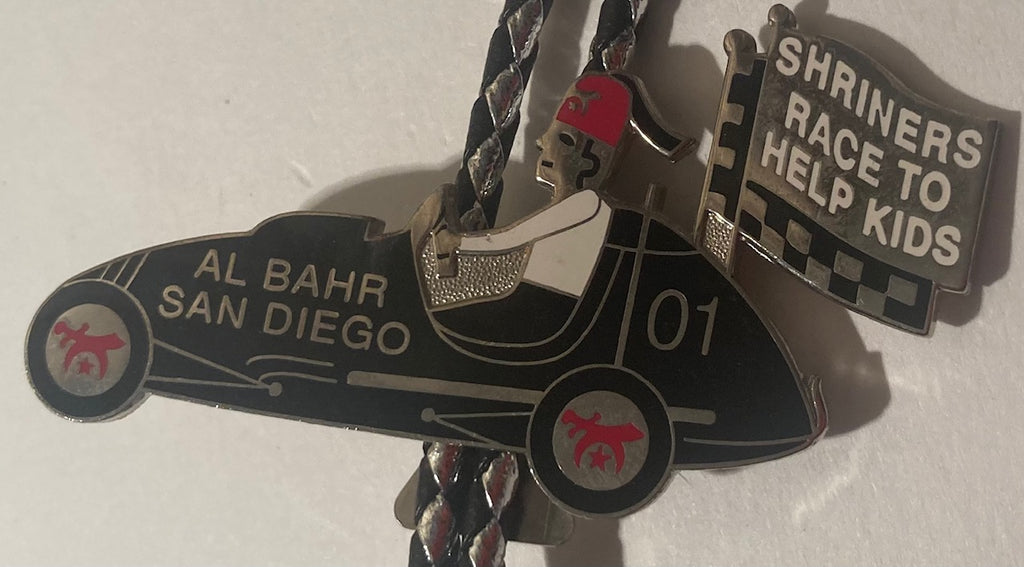 AL BAHR
SAN DIEGO
01
SHRINERS
RACE TO
HELP KIDS